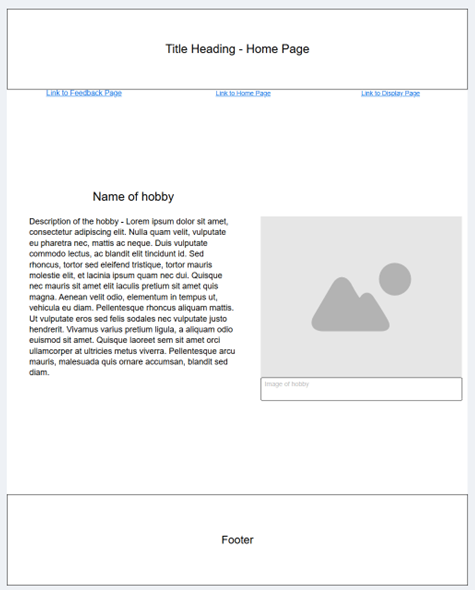 Title Heading - Home Page
Link to Feedback Page
Link to Home Page
Link to Display Page
Name of hobby
Description of the hobby - Lorem ipsum dolor sit amet,
consectetur adipiscing elit. Nulla quam velit, vulputate
eu pharetra nec, mattis ac neque. Duis vulputate
commodo lectus, ac blandit elit tincidunt id. Sed
rhoncus, tortor sed eleifend tristique, tortor mauris
molestie elit, et lacinia ipsum quam nec dui. Quisque
nec mauris sit amet elit iaculis pretium sit amet quis
magna. Aenean velit odio, elementum in tempus ut,
vehicula eu diam. Pellentesque rhoncus aliquam mattis.
Ut vulputate eros sed felis sodales nec vulputate justo
hendrerit. Vivamus varius pretium ligula, a aliquam odio
euismod sit amet. Quisque laoreet sem sit amet orci
ullamcorper at ultricies metus viverra. Pellentesque arcu
mauris, malesuada quis ornare accumsan, blandit sed
diam.
Image of hobby
Footer